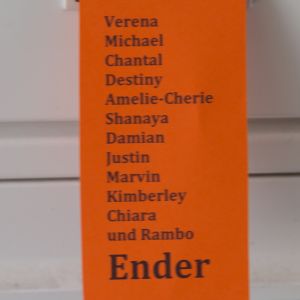 Verena
Michael
Chantal
Destiny
Amelie-Cherie
Shanaya
Damian
Justin
Marvin
Kimberley
Chiara
und Rambo
Ender